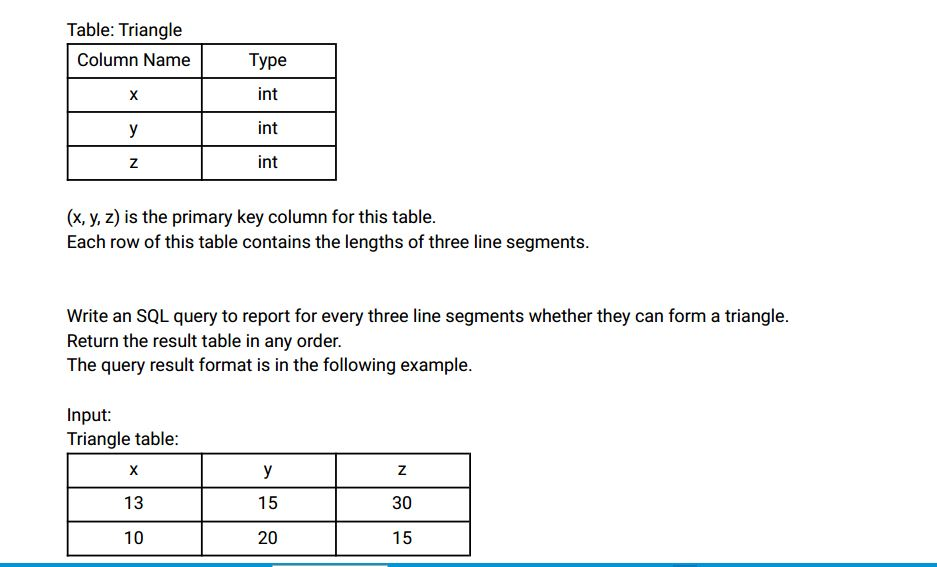 Table: Triangle
Column Name Type
x int
y int
z int
(x, y, z) is the primary key column for this table.
Each row of this table contains the lengths of three line segments.
Write an SQL query to report for every three line segments whether they can form a triangle.
Return the result table in any order.
The query result format is in the following example.
Input:
Triangle table:
x y z
13 15 30
10 20 15